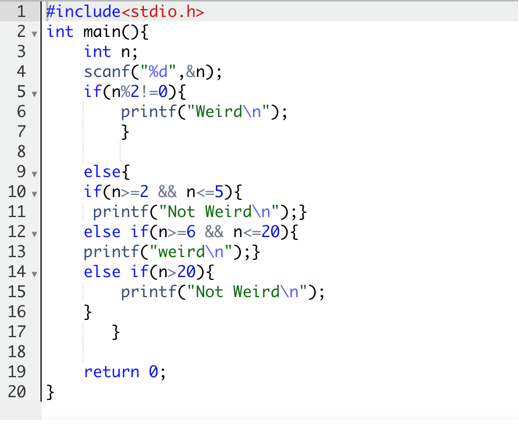 1 #include<stdio.h>
2 int main(){
3 int n;
4 scanf("%d",&n);
5 if(n%2!=0){
6 printf("Weird\n");
7 }
8
9 else{
10 if(n>=2 && n<=5){
11 printf("Not Weird\n");}
12 else if(n>=6 && n<=20){
13 printf("weird\n");}
14 else if(n>20){
15 printf("Not Weird\n");
16 }
17 }
18
19 return 0;
20 }